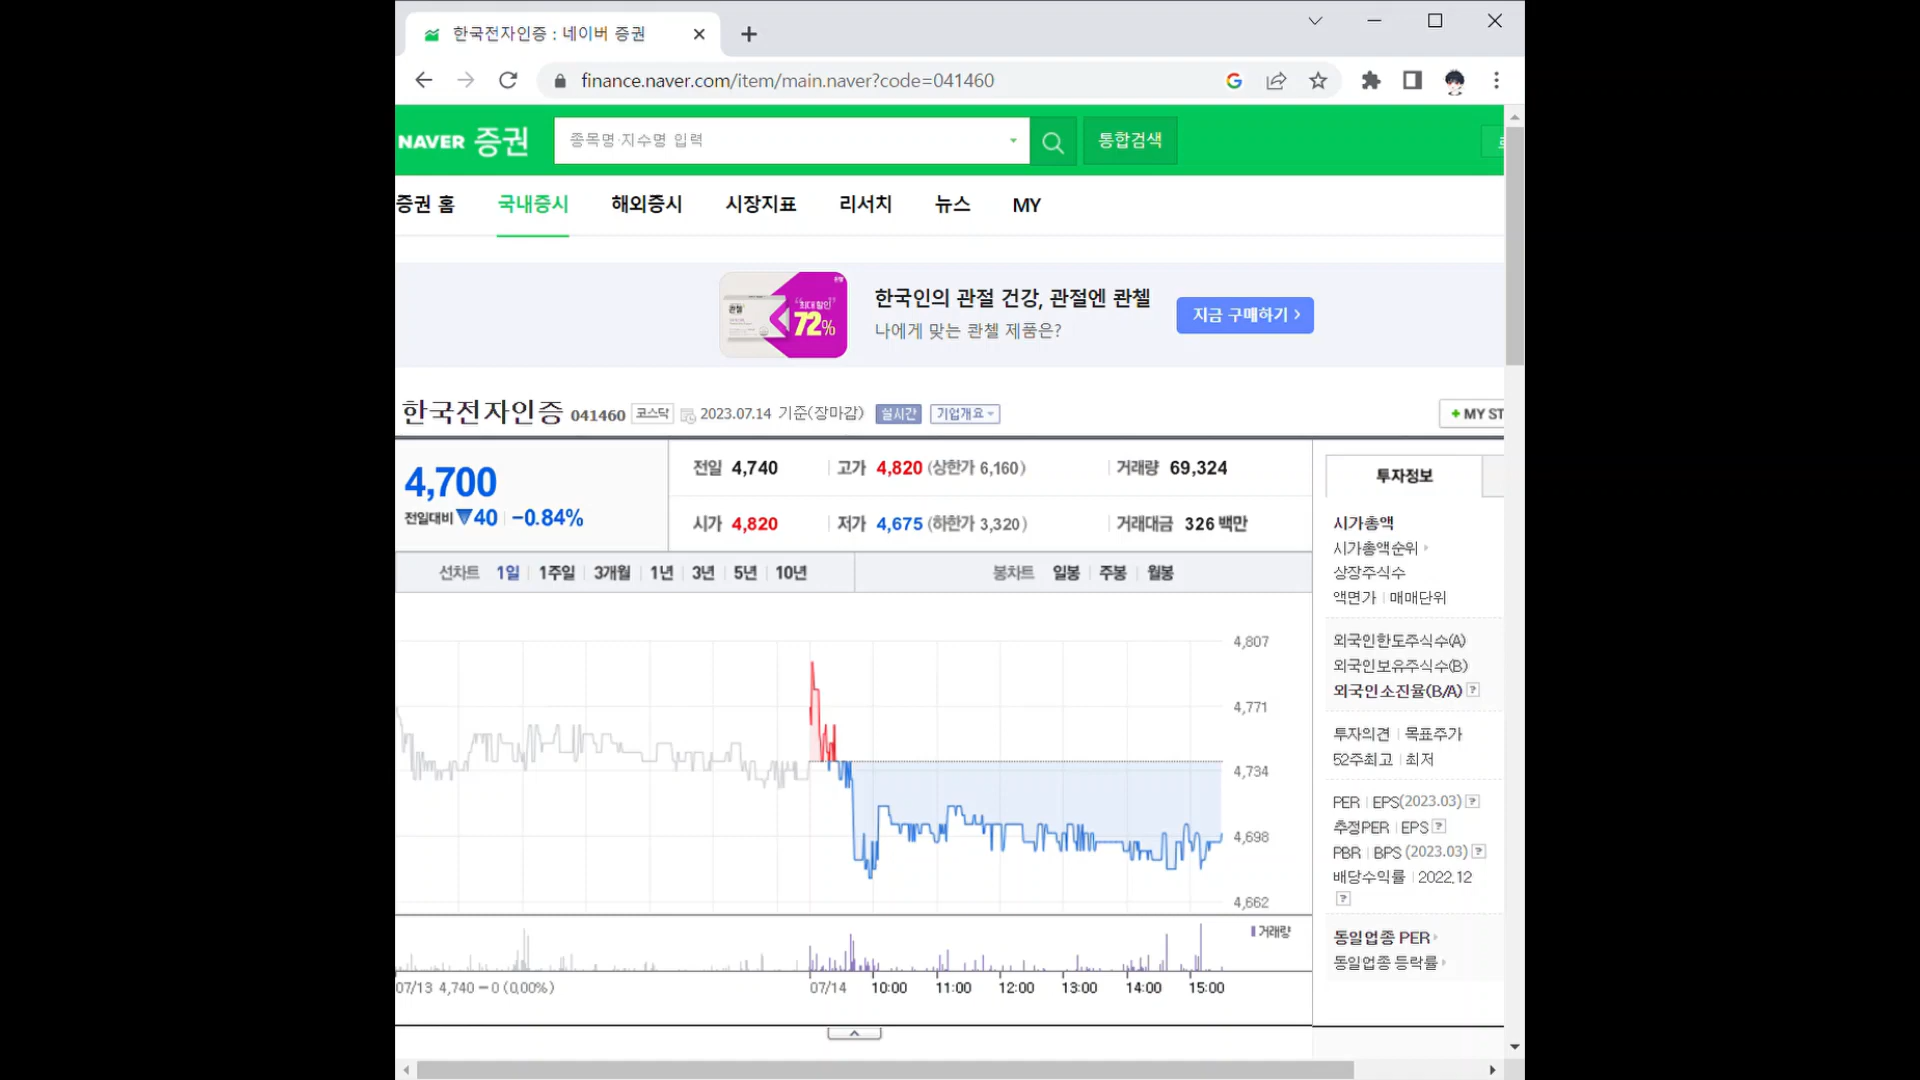 한국전자인증 : 네이버 증권
finance.naver.com/item/main.naver?code=041460
NAVER 증권
종목명·지수명 입력
통합검색
증권 홈 국내증시 해외증시 시장지표 리서치 뉴스 MY
관첼
"최대 할인"
72%
한국인의 관절 건강, 관절엔 콴첼
나에게 맞는 콴첼 제품은?
지금 구매하기 >
한국전자인증 041460 코스닥 2023.07.14 기준(장마감) 실시간 기업개요
+ MY ST
4,700
전일대비 ▼40 | -0.84%
전일 4,740 | 고가 4,820 (상한가 6,160) | 거래량 69,324
시가 4,820 | 저가 4,675 (하한가 3,320) | 거래대금 326 백만
선차트 1일 | 1주일 | 3개월 | 1년 | 3년 | 5년 | 10년
봉차트 일봉 | 주봉 | 월봉
4,807
4,771
4,734
4,698
4,662
거래량
07/13 4,740 - 0 (0.00%)
07/14 10:00 11:00 12:00 13:00 14:00 15:00
투자정보
시가총액
시가총액순위
상장주식수
액면가 | 매매단위
외국인한도주식수(A)
외국인보유주식수(B)
외국인소진율(B/A) ?
투자의견 | 목표주가
52주최고 | 최저
PER | EPS(2023.03) ?
추정PER | EPS ?
PBR | BPS (2023.03) ?
배당수익률 | 2022.12
?
동일업종 PER
동일업종 등락률